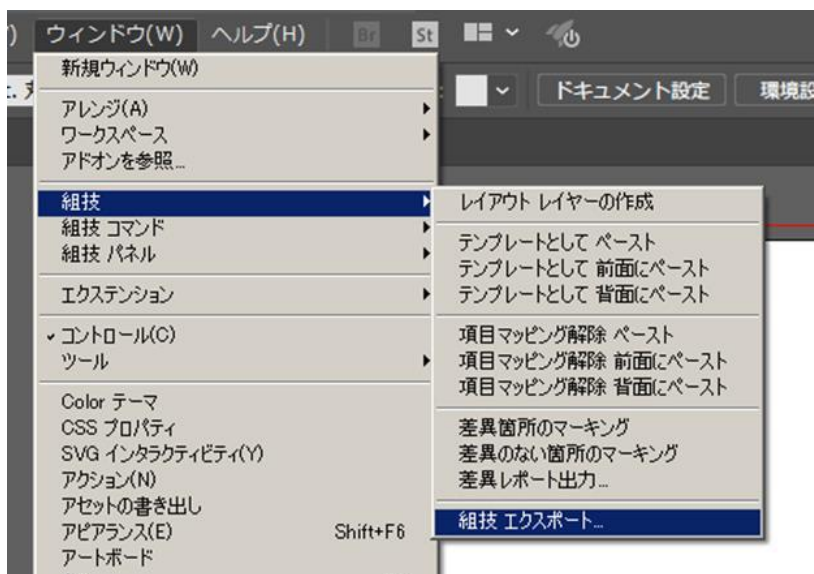 ウィンドウ(W) ヘルプ(H) Br St
新規ウィンドウ(W)
ドキュメント設定
アレンジ(A)
ワークスペース
アドオンを参照...
組技
組技 コマンド
組技 パネル
エクステンション
コントロール(C)
ツール
Color テーマ
CSS プロパティ
SVG インタラクティビティ(Y)
アクション(N)
アセットの書き出し
アピアランス(E) Shift+F6
アートボード
レイアウト レイヤーの作成
テンプレートとして ペースト
テンプレートとして 前面にペースト
テンプレートとして 背面にペースト
項目マッピング解除 ペースト
項目マッピング解除 前面にペースト
項目マッピング解除 背面にペースト
差異箇所のマーキング
差異のない箇所のマーキング
差異レポート出力...
組技 エクスポート...